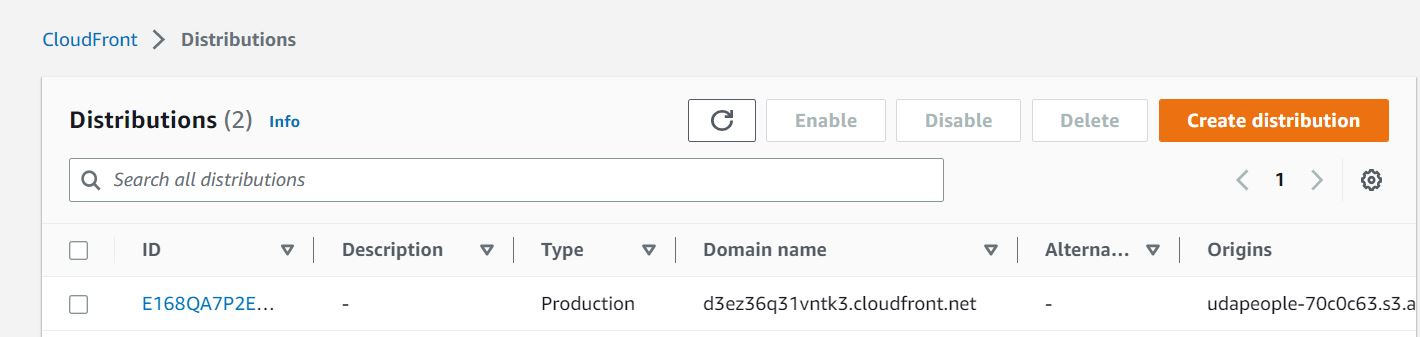 CloudFront > Distributions
Distributions (2) Info Enable Disable Delete Create distribution
Search all distributions 1
ID Description Type Domain name Alterna... Origins
E168QA7P2E... - Production d3ez36q31vntk3.cloudfront.net - udapeople-70c0c63.s3.a